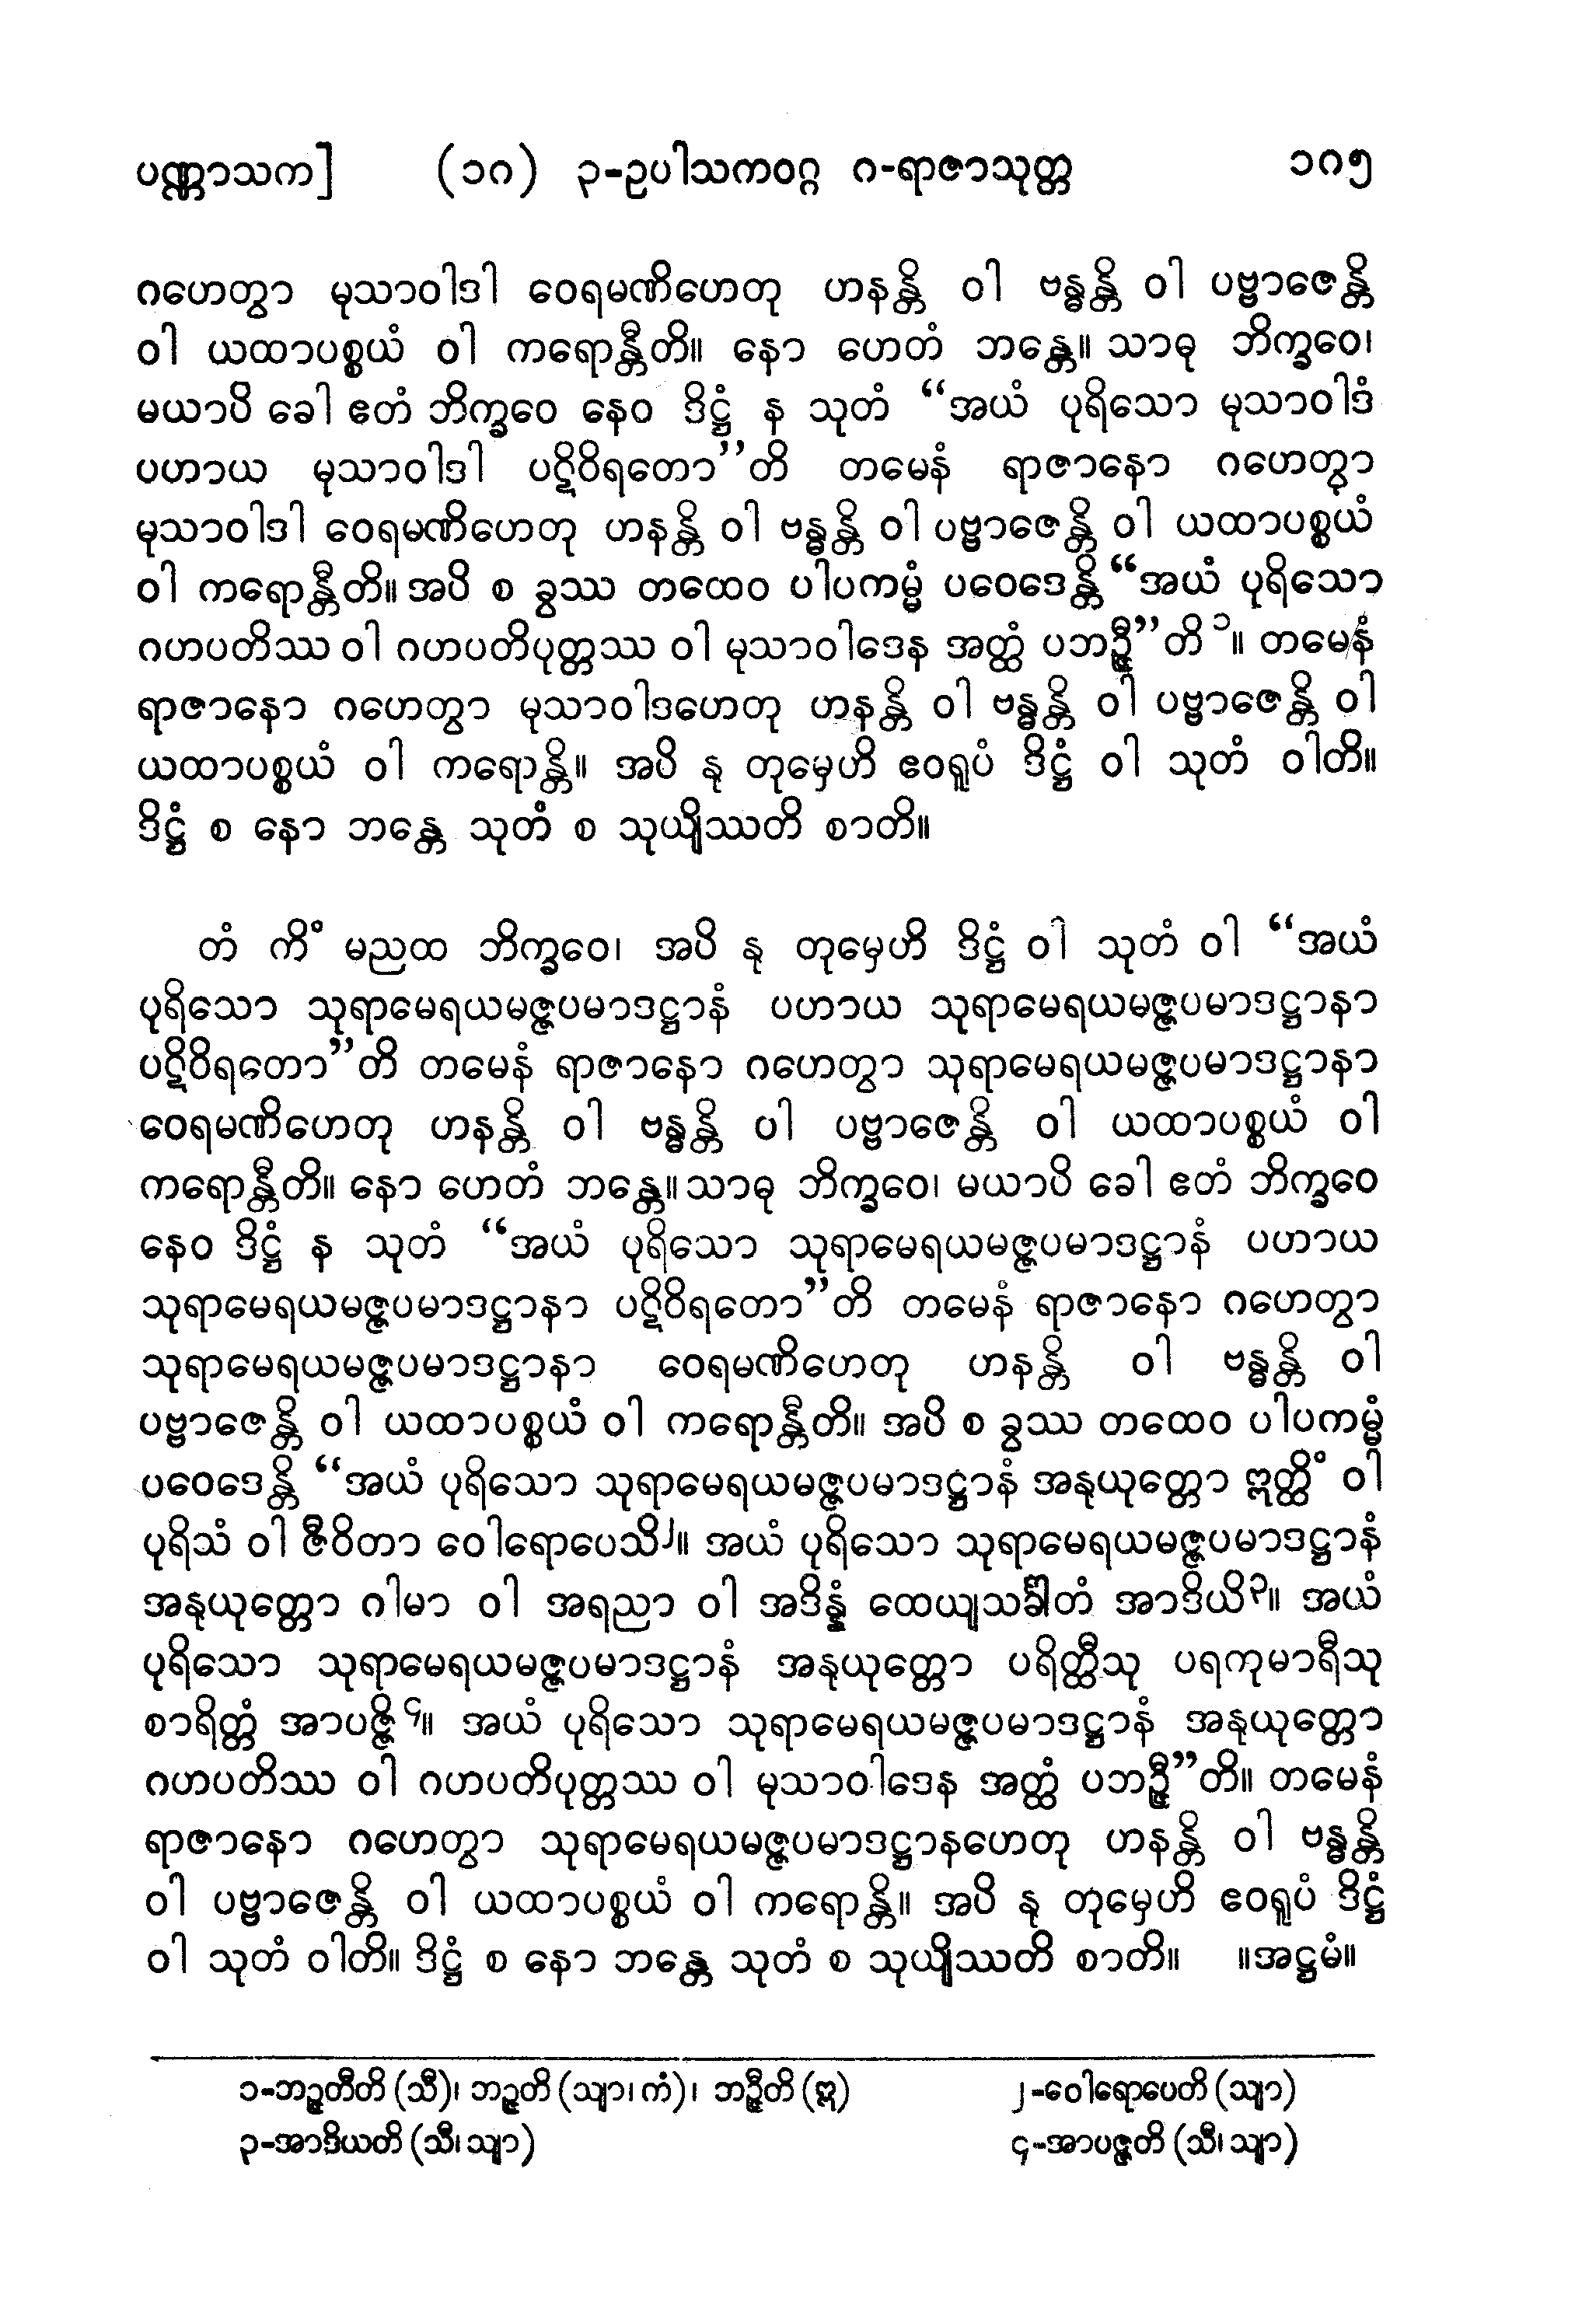 ပဏ္ဏာသက]  (၁၈)  ၃-ဥပါသကဝဂ္ဂ  ၈-ရာဇာသုတ္တ  ၁၈၅
ဂဟေတွာ မုသာဝါဒါ ဝေရမဏိဟေတု ဟနန္တိ ဝါ ဗန္ဓန္တိ ဝါ ပဗ္ဗာဇေန္တိ
ဝါ ယထာပစ္စယံ ဝါ ကရောန္တီတိ။ နော ဟေတံ ဘန္တေ။ သာဓု ဘိက္ခဝေ၊
မယာပိ ခေါ ဧတံ ဘိက္ခဝေ နေဝ ဒိဋ္ဌံ န သုတံ “အယံ ပုရိသော မုသာဝါဒံ
ပဟာယ မုသာဝါဒါ ပဋိဝိရတော”တိ တမေနံ ရာဇာနော ဂဟေတွာ
မုသာဝါဒါ ဝေရမဏိဟေတု ဟနန္တိ ဝါ ဗန္ဓန္တိ ဝါ ပဗ္ဗာဇေန္တိ ဝါ ယထာပစ္စယံ
ဝါ ကရောန္တီတိ။ အပိ စ ခွဿ တထေဝ ပါပကမ္မံ ပဝေဒေန္တိ “အယံ ပုရိသော
ဂဟပတိဿ ဝါ ဂဟပတိပုတ္တဿ ဝါ မုသာဝါဒေန အတ္ထံ ပဘဉ္ဇီ”တိ ၁။ တမေနံ
ရာဇာနော ဂဟေတွာ မုသာဝါဒဟေတု ဟနန္တိ ဝါ ဗန္ဓန္တိ ဝါ ပဗ္ဗာဇေန္တိ ဝါ
ယထာပစ္စယံ ဝါ ကရောန္တိ။ အပိ နု တုမှေဟိ ဧဝရူပံ ဒိဋ္ဌံ ဝါ သုတံ ဝါတိ။
ဒိဋ္ဌံ စ နော ဘန္တေ သုတံ စ သုယျိဿတိ စာတိ။
တံ ကိံ မညထ ဘိက္ခဝေ၊ အပိ နု တုမှေဟိ ဒိဋ္ဌံ ဝါ သုတံ ဝါ “အယံ
ပုရိသော သုရာမေရယမဇ္ဇပမာဒဋ္ဌာနံ ပဟာယ သုရာမေရယမဇ္ဇပမာဒဋ္ဌာနာ
ပဋိဝိရတော”တိ တမေနံ ရာဇာနော ဂဟေတွာ သုရာမေရယမဇ္ဇပမာဒဋ္ဌာနာ
ဝေရမဏိဟေတု ဟနန္တိ ဝါ ဗန္ဓန္တိ ဝါ ပဗ္ဗာဇေန္တိ ဝါ ယထာပစ္စယံ ဝါ
ကရောန္တီတိ။ နော ဟေတံ ဘန္တေ။ သာဓု ဘိက္ခဝေ၊ မယာပိ ခေါ ဧတံ ဘိက္ခဝေ
နေဝ ဒိဋ္ဌံ န သုတံ “အယံ ပုရိသော သုရာမေရယမဇ္ဇပမာဒဋ္ဌာနံ ပဟာယ
သုရာမေရယမဇ္ဇပမာဒဋ္ဌာနာ ပဋိဝိရတော”တိ တမေနံ ရာဇာနော ဂဟေတွာ
သုရာမေရယမဇ္ဇပမာဒဋ္ဌာနာ ဝေရမဏိဟေတု ဟနန္တိ ဝါ ဗန္ဓန္တိ ဝါ
ပဗ္ဗာဇေန္တိ ဝါ ယထာပစ္စယံ ဝါ ကရောန္တီတိ။ အပိ စ ခွဿ တထေဝ ပါပကမ္မံ
ပဝေဒေန္တိ “အယံ ပုရိသော သုရာမေရယမဇ္ဇပမာဒဋ္ဌာနံ အနုယုတ္တော ဣတ္ထိံ ဝါ
ပုရိသံ ဝါ ဇီဝိတာ ဝေါရောပေသိ၂။ အယံ ပုရိသော သုရာမေရယမဇ္ဇပမာဒဋ္ဌာနံ
အနုယုတ္တော ဂါမာ ဝါ အရညာ ဝါ အဒိန္နံ ထေယျသင်္ခါတံ အာဒိယိ၃။ အယံ
ပုရိသော သုရာမေရယမဇ္ဇပမာဒဋ္ဌာနံ အနုယုတ္တော ပရိတ္ထီသု ပရကုမာရီသု
စာရိတ္တံ အာပဇ္ဇိ၄။ အယံ ပုရိသော သုရာမေရယမဇ္ဇပမာဒဋ္ဌာနံ အနုယုတ္တော
ဂဟပတိဿ ဝါ ဂဟပတိပုတ္တဿ ဝါ မုသာဝါဒေန အတ္ထံ ပဘဉ္ဇီ”တိ။ တမေနံ
ရာဇာနော ဂဟေတွာ သုရာမေရယမဇ္ဇပမာဒဋ္ဌာနဟေတု ဟနန္တိ ဝါ ဗန္ဓန္တိ
ဝါ ပဗ္ဗာဇေန္တိ ဝါ ယထာပစ္စယံ ဝါ ကရောန္တိ။ အပိ နု တုမှေဟိ ဧဝရူပံ ဒိဋ္ဌံ
ဝါ သုတံ ဝါတိ။ ဒိဋ္ဌံ စ နော ဘန္တေ သုတံ စ သုယျိဿတိ စာတိ။  ။အဋ္ဌမံ။
၁-ဘဉ္ဇတီတိ (သီ)၊ ဘဉ္ဇတိ (သျာ၊ ကံ)၊ ဘဉ္ဇီတိ (ဣ)  ၂-ဝေါရောပေတိ (သျာ)
၃-အာဒိယတိ (သီ၊ သျာ)  ၄-အာပဇ္ဇတိ (သီ၊ သျာ)